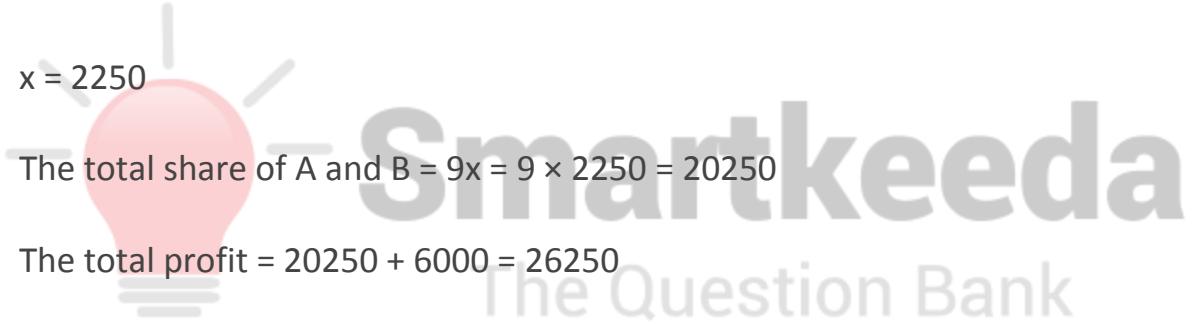 x = 2250
The total share of A and B = 9x = 9 × 2250 = 20250
Smartkeeda
The total profit = 20250 + 6000 = 26250
The Question Bank